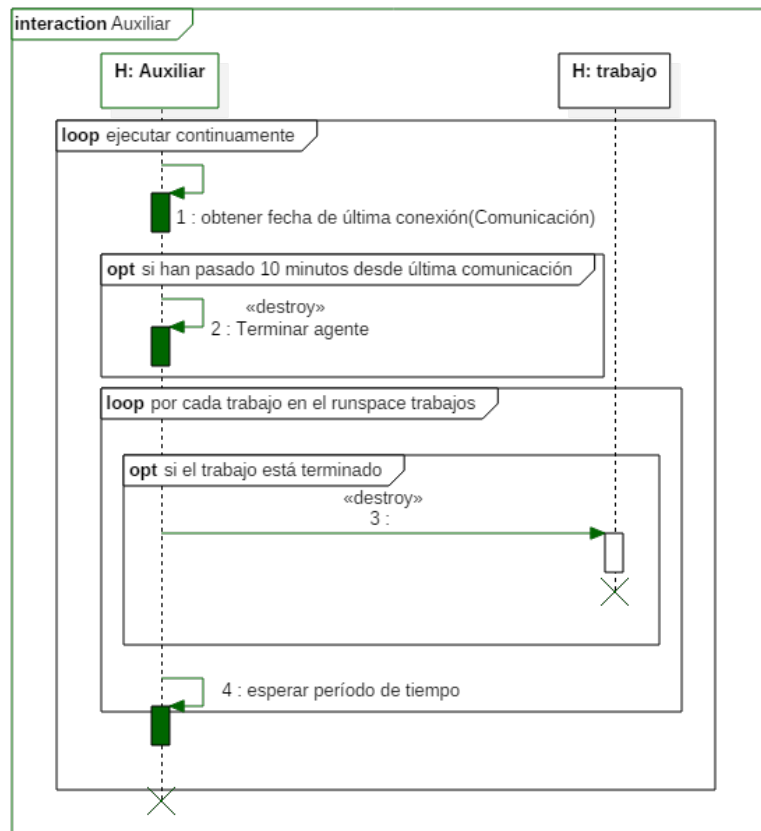 interaction Auxiliar
H: Auxiliar
H: trabajo
loop ejecutar continuamente
1 : obtener fecha de última conexión(Comunicación)
opt si han pasado 10 minutos desde última comunicación
«destroy»
2 : Terminar agente
loop por cada trabajo en el runspace trabajos
opt si el trabajo está terminado
«destroy»
3 :
4 : esperar período de tiempo